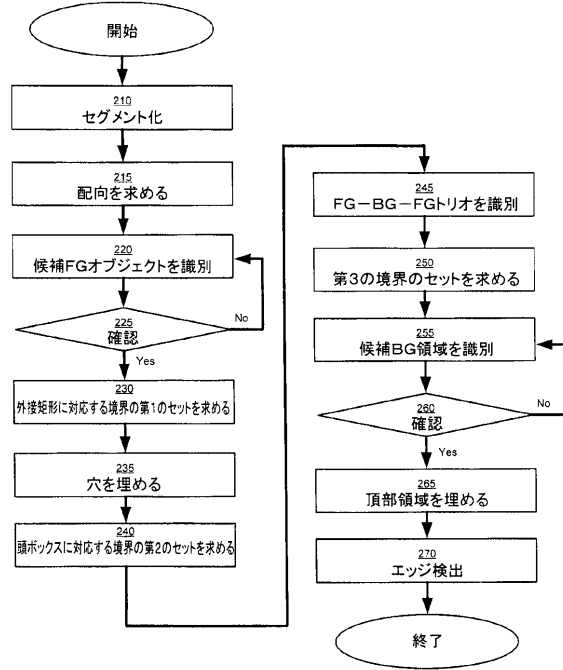 開始
210
セグメント化
215
配向を求める
220
候補FGオブジェクトを識別
225
確認
No
Yes
230
外接矩形に対応する境界の第1のセットを求める
235
穴を埋める
240
頭ボックスに対応する境界の第2のセットを求める
245
FG－BG－FGトリオを識別
250
第3の境界のセットを求める
255
候補BG領域を識別
260
確認
No
Yes
265
頂部領域を埋める
270
エッジ検出
終了